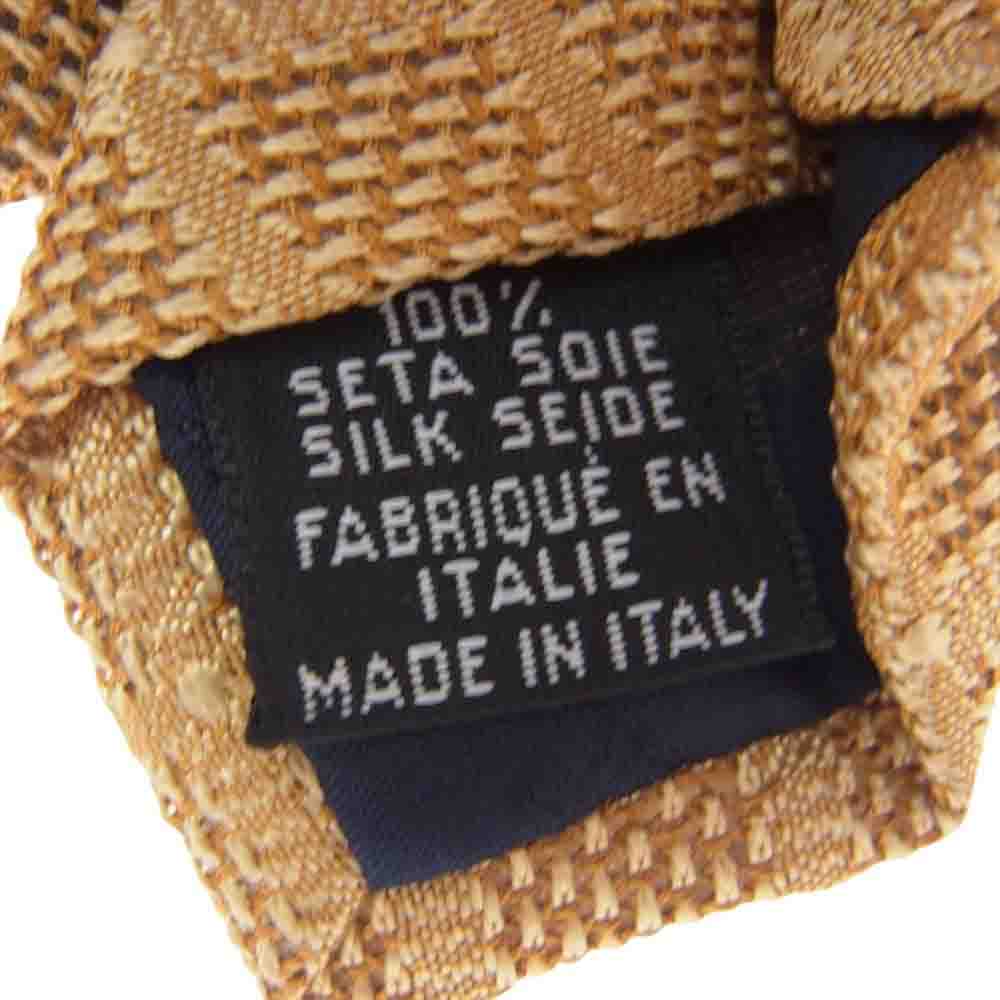 100%
SETA SOIE
SILK SEIDE
FABRIQUÉ EN
ITALIE
MADE IN ITALY